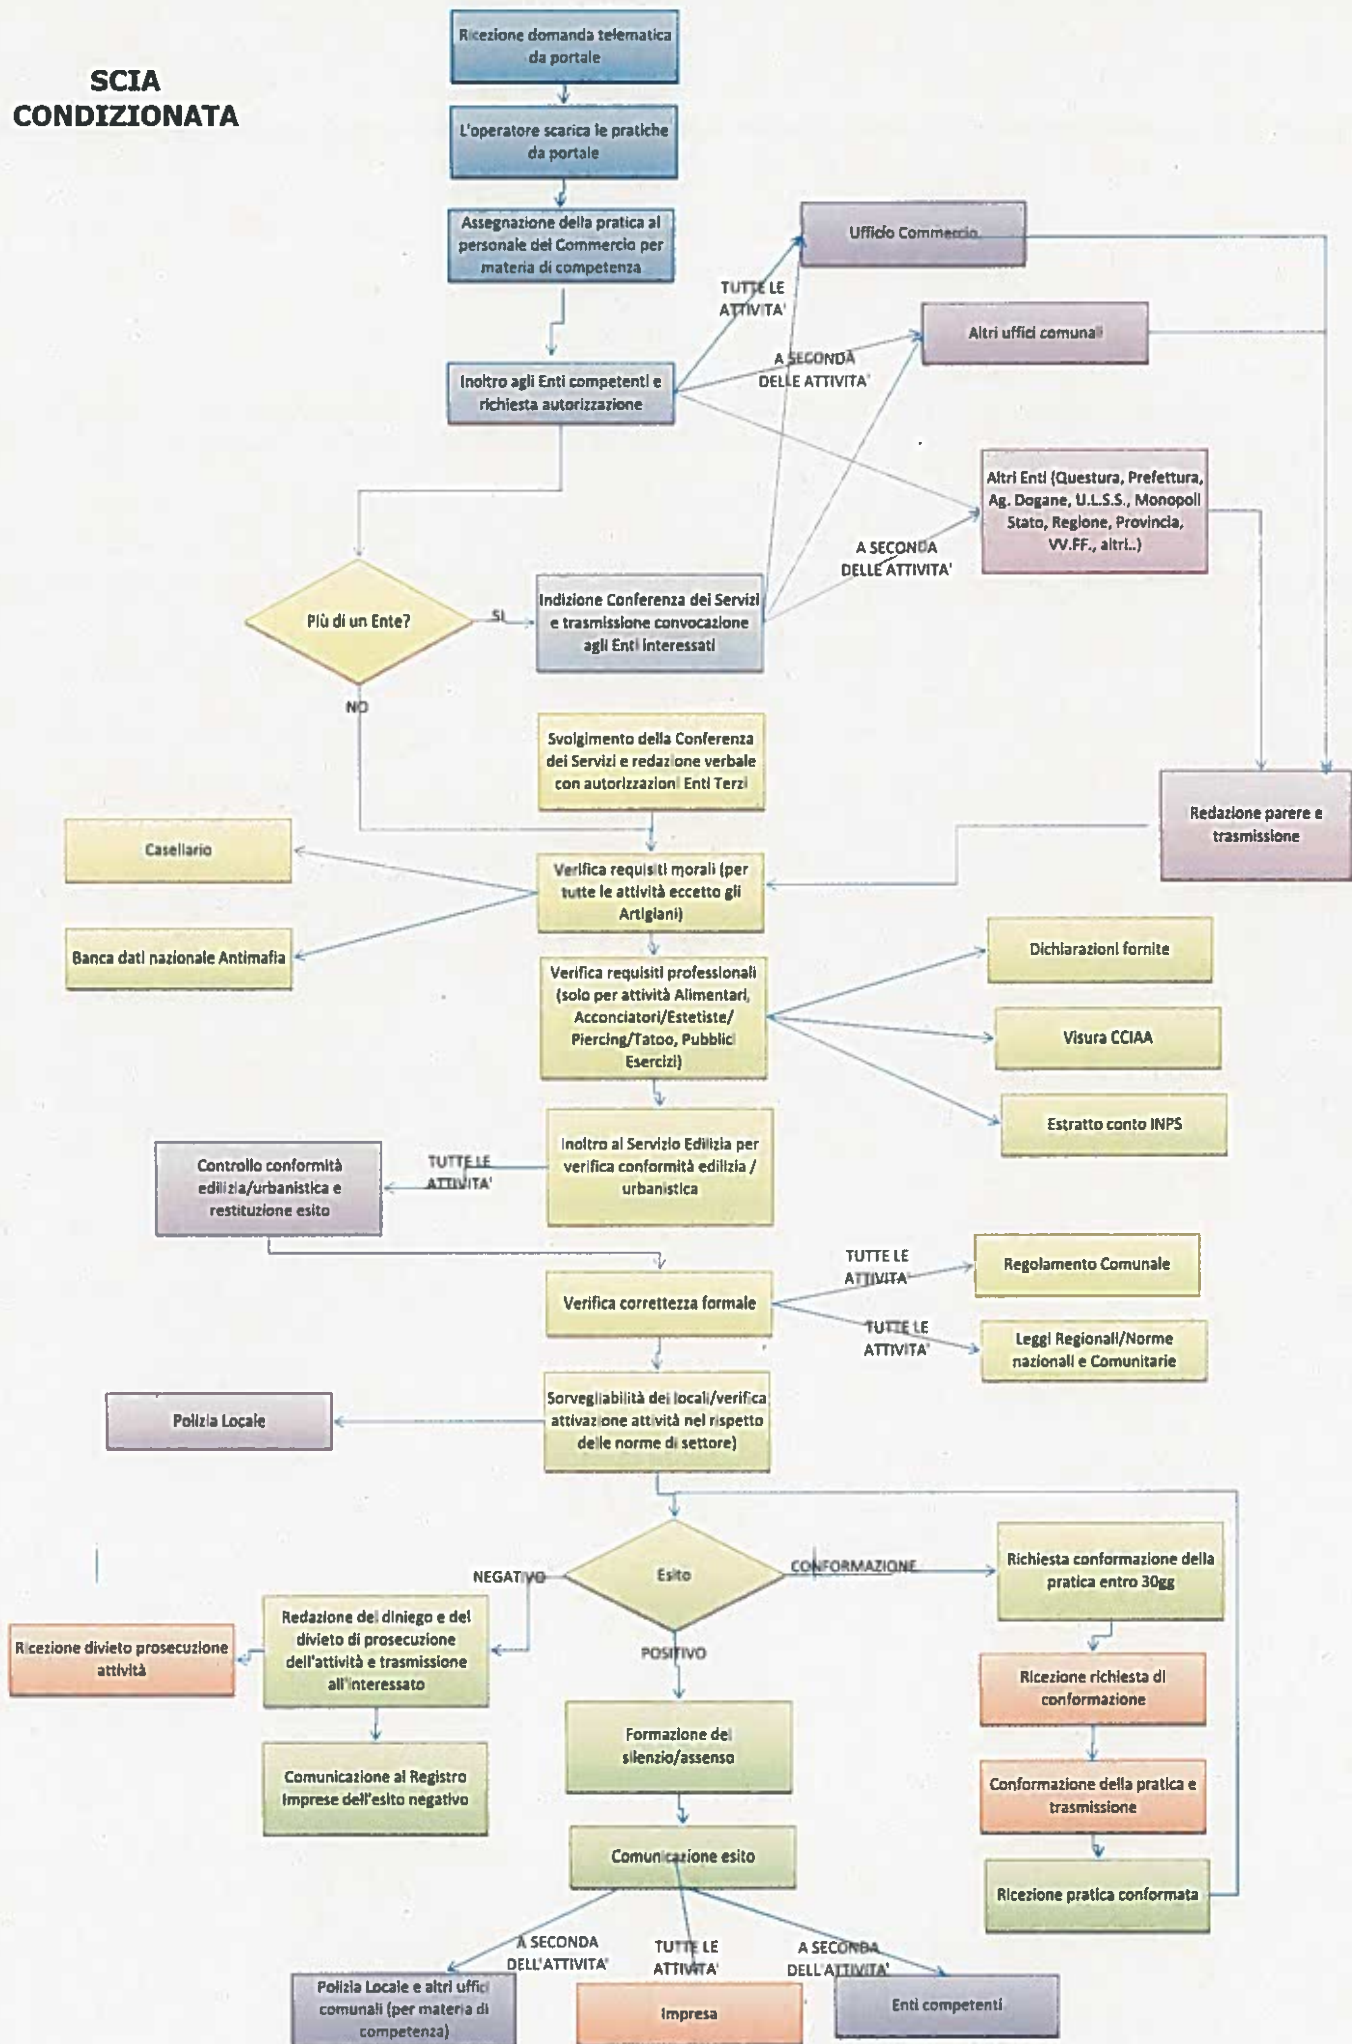 SCIA
CONDIZIONATA
Ricezione domanda telematica
da portale
L'operatore scarica le pratiche
da portale
Assegnazione della pratica al
personale del Commercio per
materia di competenza
Inoltro agli Enti competenti e
richiesta autorizzazione
TUTTE LE
ATTIVITA'
Ufficio Commercio
A SECONDA
DELLE ATTIVITA'
Altri uffici comunali
Altri Enti (Questura, Prefettura,
Ag. Dogane, U.L.S.S., Monopoli
Stato, Regione, Provincia,
VV.FF., altri..)
A SECONDA
DELLE ATTIVITA'
Più di un Ente?
SI
Indizione Conferenza dei Servizi
e trasmissione convocazione
agli Enti interessati
NO
Svolgimento della Conferenza
dei Servizi e redazione verbale
con autorizzazioni Enti Terzi
Redazione parere e
trasmissione
Casellario
Verifica requisiti morali (per
tutte le attività eccetto gli
Artigiani)
Banca dati nazionale Antimafia
Verifica requisiti professionali
(solo per attività Alimentari,
Acconciatori/Estetiste/
Piercing/Tatoo, Pubblici
Esercizi)
Dichiarazioni fornite
Visura CCIAA
Estratto conto INPS
Inoltro al Servizio Edilizia per
verifica conformità edilizia /
urbanistica
TUTTE LE
ATTIVITA'
Controllo conformità
edilizia/urbanistica e
restituzione esito
Verifica correttezza formale
TUTTE LE
ATTIVITA'
Regolamento Comunale
TUTTE LE
ATTIVITA'
Leggi Regionali/Norme
nazionali e Comunitarie
Sorvegliabilità dei locali/verifica
attivazione attività nel rispetto
delle norme di settore)
Polizia Locale
Esito
NEGATIVO
CONFORMAZIONE
POSITIVO
Redazione del diniego e del
divieto di prosecuzione
dell'attività e trasmissione
all'interessato
Ricezione divieto prosecuzione
attività
Comunicazione al Registro
Imprese dell'esito negativo
Richiesta conformazione della
pratica entro 30gg
Ricezione richiesta di
conformazione
Conformazione della pratica e
trasmissione
Ricezione pratica conformata
Formazione del
silenzio/assenso
Comunicazione esito
A SECONDA
DELL'ATTIVITA'
TUTTE LE
ATTIVITA'
A SECONDA
DELL'ATTIVITA'
Polizia Locale e altri uffici
comunali (per materia di
competenza)
Impresa
Enti competenti